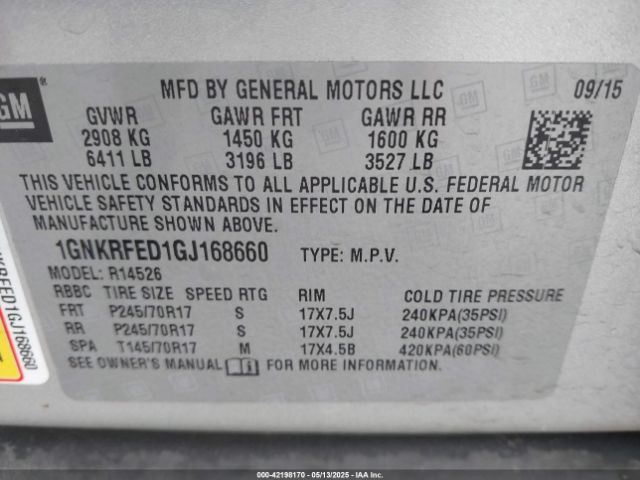 GM
MFD BY GENERAL MOTORS LLC 09/15
GVWR GAWR FRT GAWR RR
2908 KG 1450 KG 1600 KG
6411 LB 3196 LB 3527 LB
THIS VEHICLE CONFORMS TO ALL APPLICABLE U.S. FEDERAL MOTOR
VEHICLE SAFETY STANDARDS IN EFFECT ON THE DATE OF
MANUFACTURE SHOWN ABOVE.
1GNKRFED1GJ168660 TYPE: M.P.V.
MODEL: R14526
RBBC TIRE SIZE SPEED RTG RIM COLD TIRE PRESSURE
FRT P245/70R17 S 17X7.5J 240KPA(35PSI)
RR P245/70R17 S 17X7.5J 240KPA(35PSI)
SPA T145/70R17 M 17X4.5B 420KPA(60PSI)
SEE OWNER'S MANUAL FOR MORE INFORMATION.
NKRFED1GJ168660
000-42198170 — 05/13/2025 — IAAI.COM